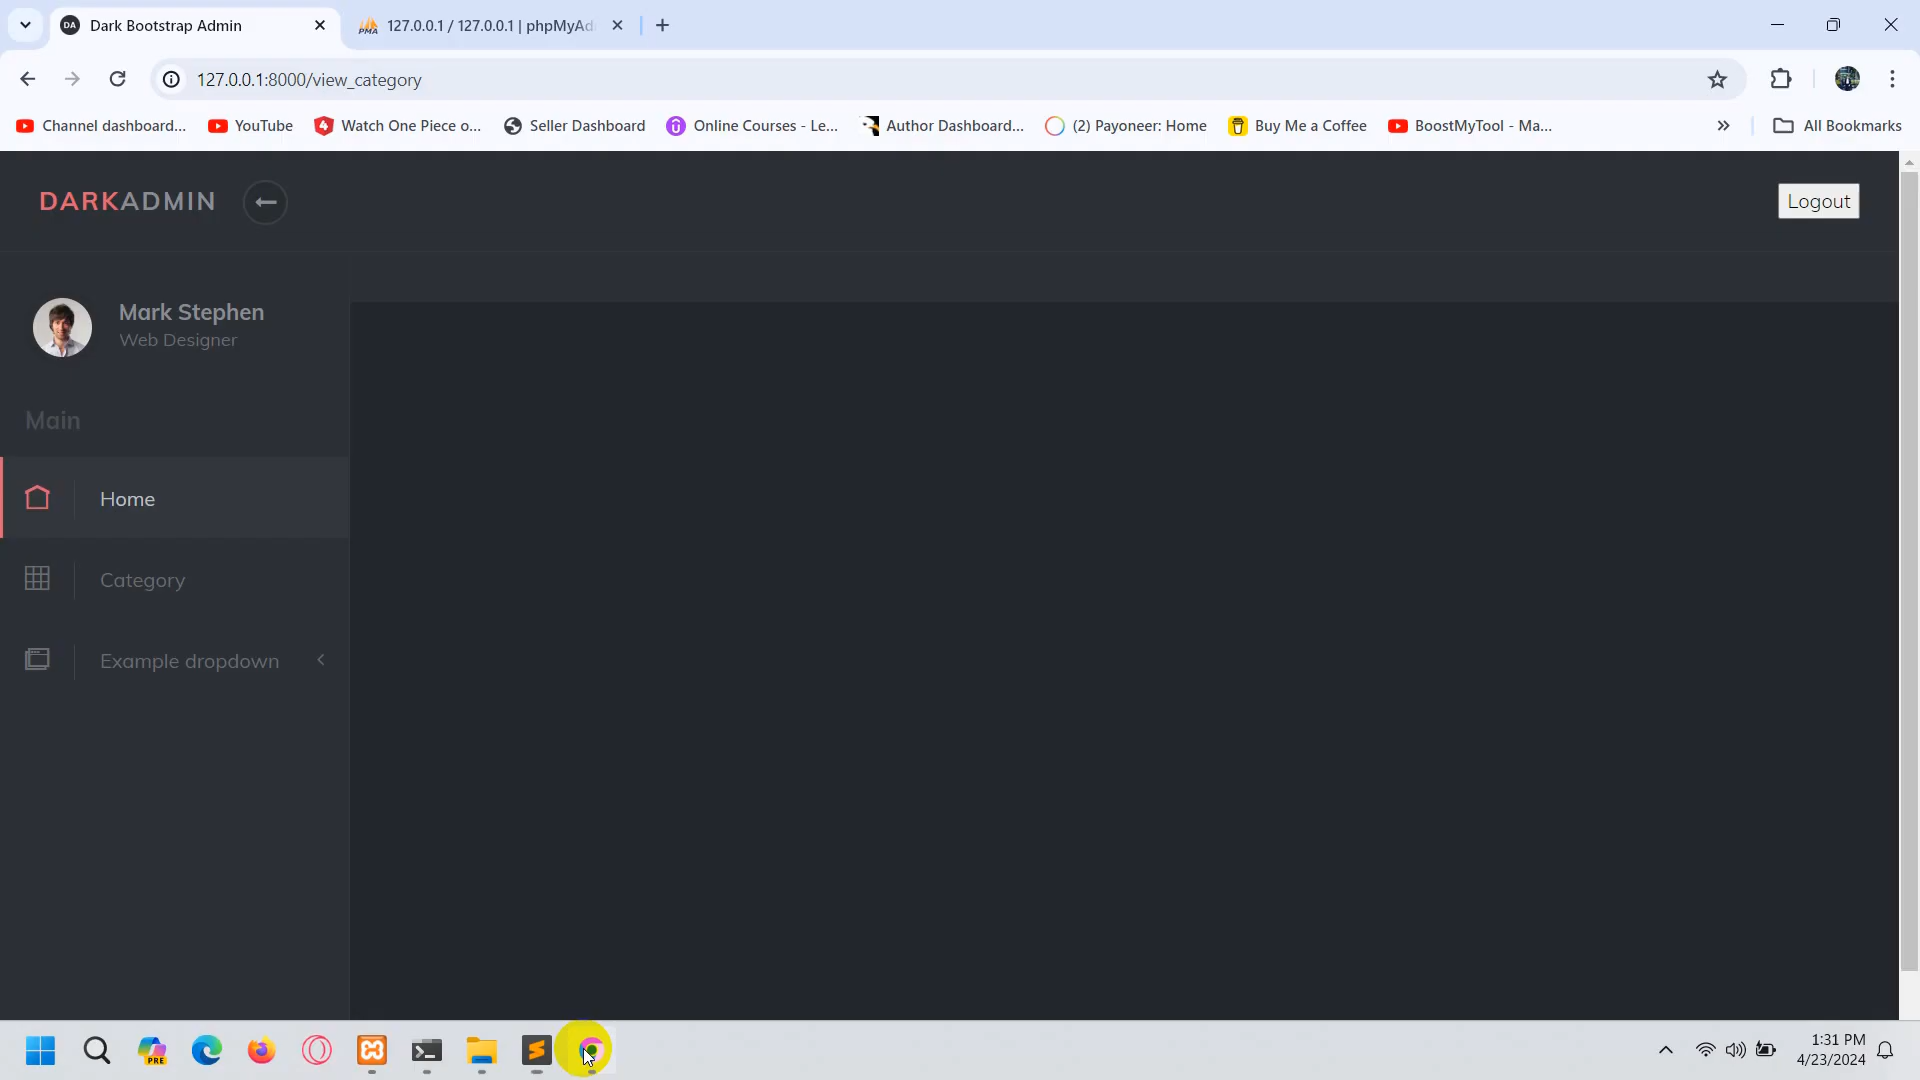 DA Dark Bootstrap Admin
PMA 127.0.0.1 / 127.0.0.1 | phpMyAd
127.0.0.1:8000/view_category
Channel dashboard... YouTube Watch One Piece o... Seller Dashboard Online Courses - Le... Author Dashboard... (2) Payoneer: Home Buy Me a Coffee BoostMyTool - Ma... All Bookmarks
DARKADMIN
Logout
Mark Stephen
Web Designer
Main
Home
Category
Example dropdown
PRE
1:31 PM
4/23/2024